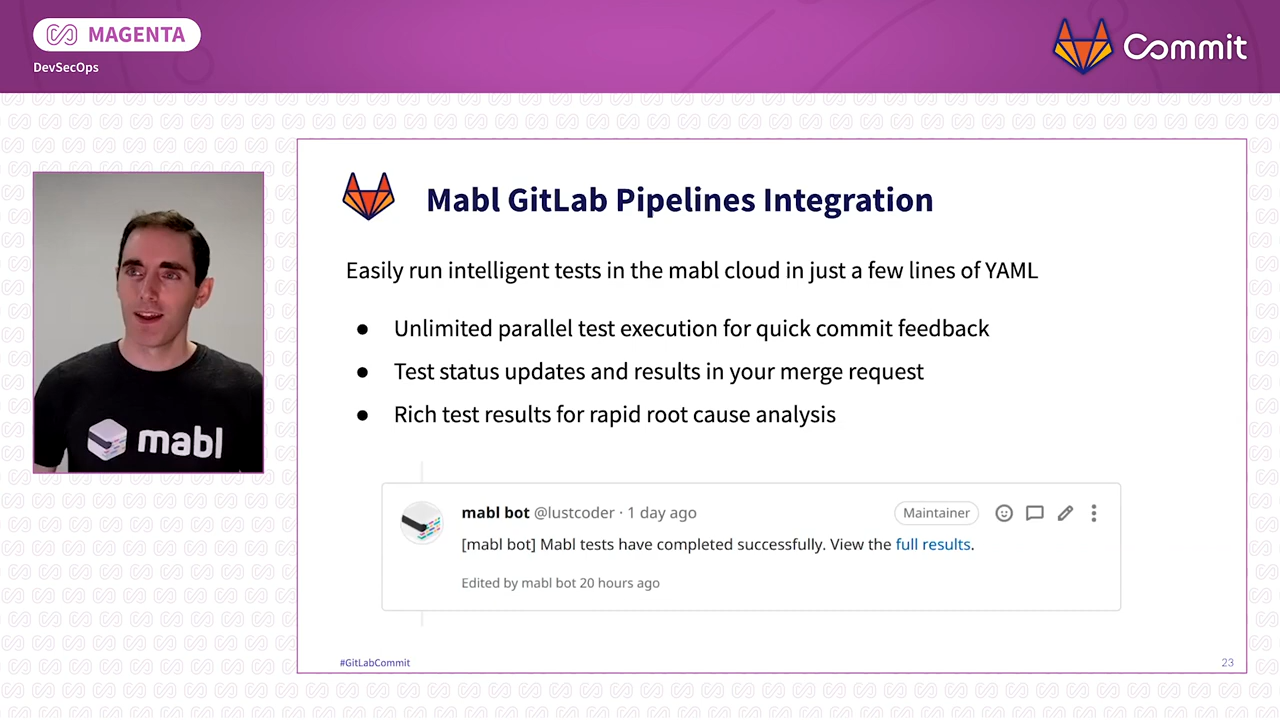 MAGENTA
DevSecOps
Commit
Mabl GitLab Pipelines Integration
Easily run intelligent tests in the mabl cloud in just a few lines of YAML
● Unlimited parallel test execution for quick commit feedback
● Test status updates and results in your merge request
● Rich test results for rapid root cause analysis
mabl
mabl bot @lustcoder · 1 day ago Maintainer
[mabl bot] Mabl tests have completed successfully. View the full results.
Edited by mabl bot 20 hours ago
#GitLabCommit 23